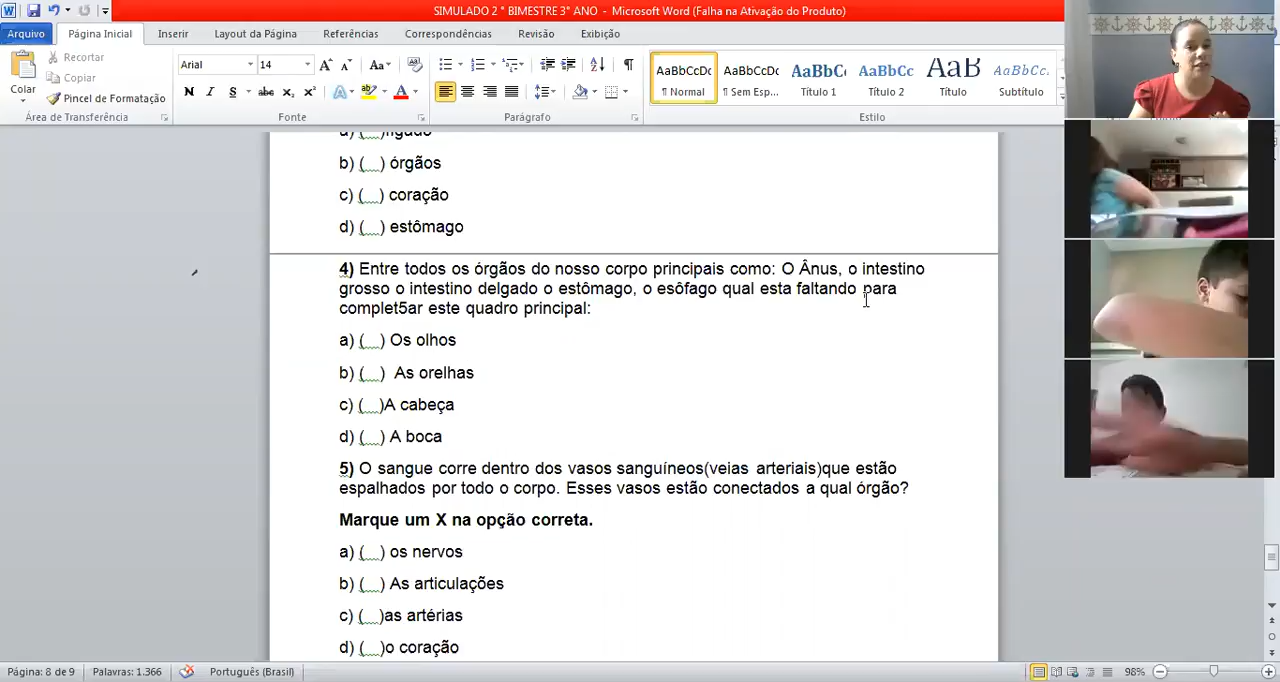 SIMULADO 2 " BIMESTRE 3° ANO - Microsoft Word (Falha na Ativação do Produto)
Arquivo Página Inicial Inserir Layout da Página Referências Correspondências Revisão Exibição
Colar
Recortar
Copiar
Pincel de Formatação
Área de Transferência
Arial 14
N I S abc x₂ x²
Fonte
Parágrafo
AaBbCcDc AaBbCcDc AaBbC AaBbCc AaB AaBbCc.
¶ Normal ¶ Sem Esp... Título 1 Título 2 Título Subtítulo
Estilo
a) (__)fígado
b) (__) órgãos
c) (__) coração
d) (__) estômago
4) Entre todos os órgãos do nosso corpo principais como: O Ânus, o intestino
grosso o intestino delgado o estômago, o esôfago qual esta faltando para
complet5ar este quadro principal:
a) (__) Os olhos
b) (__) As orelhas
c) (__)A cabeça
d) (__) A boca
5) O sangue corre dentro dos vasos sanguíneos(veias arteriais)que estão
espalhados por todo o corpo. Esses vasos estão conectados a qual órgão?
Marque um X na opção correta.
a) (__) os nervos
b) (__) As articulações
c) (__)as artérias
d) (__)o coração
Página: 8 de 9 Palavras: 1.366 Português (Brasil) 98%